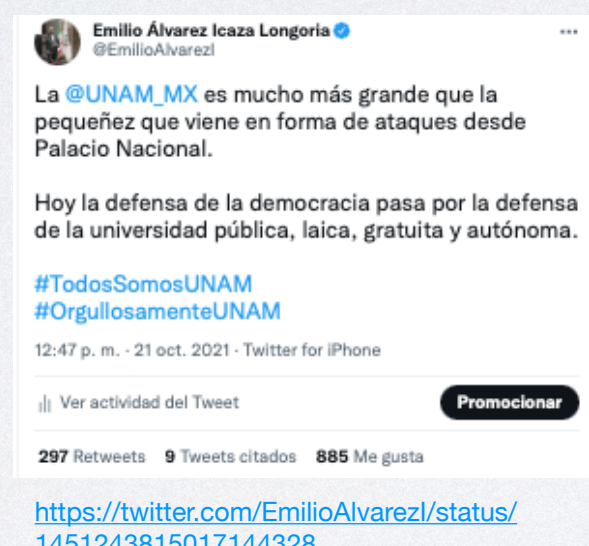 Emilio Álvarez Icaza Longoria
@EmilioAlvarezI
La @UNAM_MX es mucho más grande que la
pequeñez que viene en forma de ataques desde
Palacio Nacional.
Hoy la defensa de la democracia pasa por la defensa
de la universidad pública, laica, gratuita y autónoma.
#TodosSomosUNAM
#OrgullosamenteUNAM
12:47 p. m. · 21 oct. 2021 · Twitter for iPhone
Ver actividad del Tweet
Promocionar
297 Retweets 9 Tweets citados 885 Me gusta
https://twitter.com/EmilioAlvarezI/status/
1451243815017144328